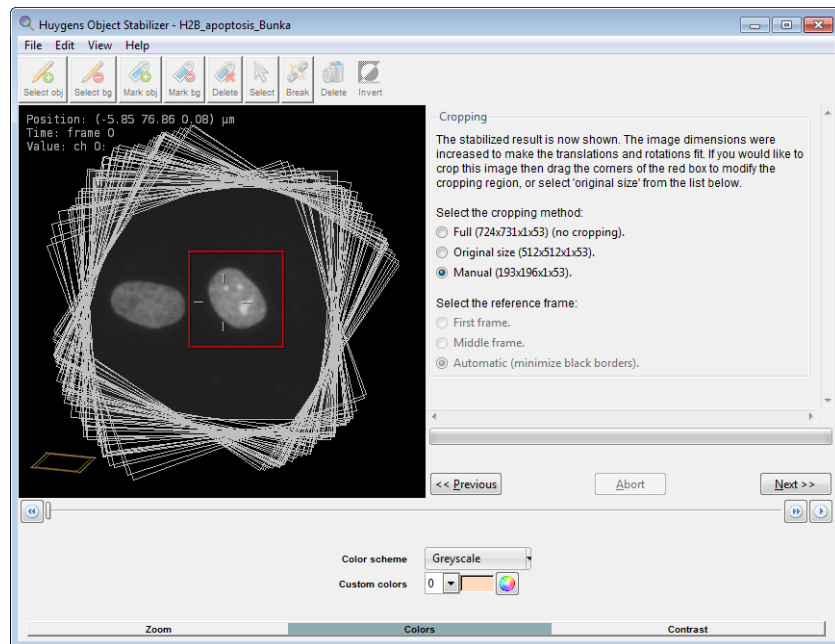 Huygens Object Stabilizer - H2B_apoptosis_Bunka
File Edit View Help
Select obj Select bg Mark obj Mark bg Delete Select Break Delete Invert
Position: (-5.85 76.86 0.08) µm
Time: frame 0
Value: ch 0:
Cropping
The stabilized result is now shown. The image dimensions were
increased to make the translations and rotations fit. If you would like to
crop this image then drag the corners of the red box to modify the
cropping region, or select 'original size' from the list below.
Select the cropping method:
Full (724x731x1x53) (no cropping).
Original size (512x512x1x53).
Manual (193x196x1x53).
Select the reference frame:
First frame.
Middle frame.
Automatic (minimize black borders).
<< Previous Abort Next >>
Color scheme Greyscale
Custom colors 0
Zoom Colors Contrast